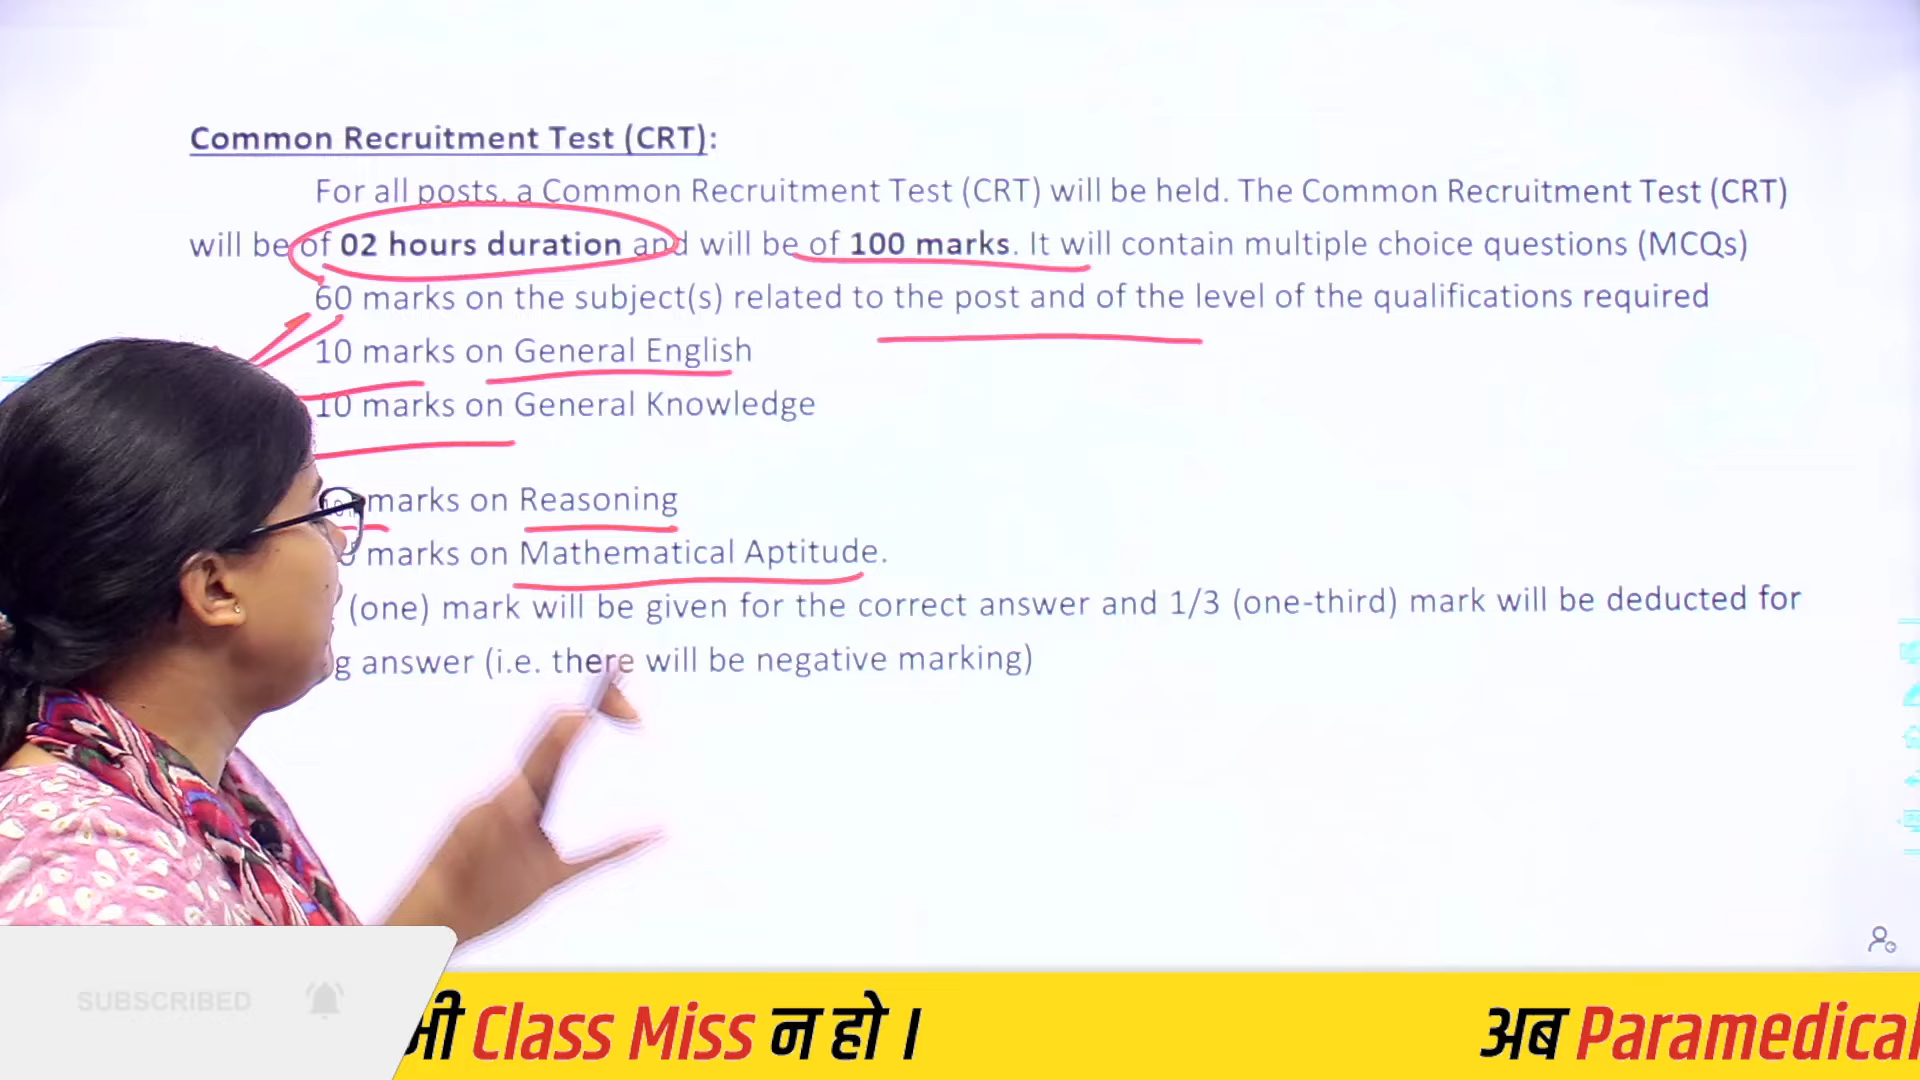 Common Recruitment Test (CRT):
For all posts, a Common Recruitment Test (CRT) will be held. The Common Recruitment Test (CRT)
will be of 02 hours duration and will be of 100 marks. It will contain multiple choice questions (MCQs)
60 marks on the subject(s) related to the post and of the level of the qualifications required
10 marks on General English
10 marks on General Knowledge
marks on Reasoning
marks on Mathematical Aptitude.
(one) mark will be given for the correct answer and 1/3 (one-third) mark will be deducted for
answer (i.e. there will be negative marking)
SUBSCRIBED
Class Miss न हो । अब Paramedical